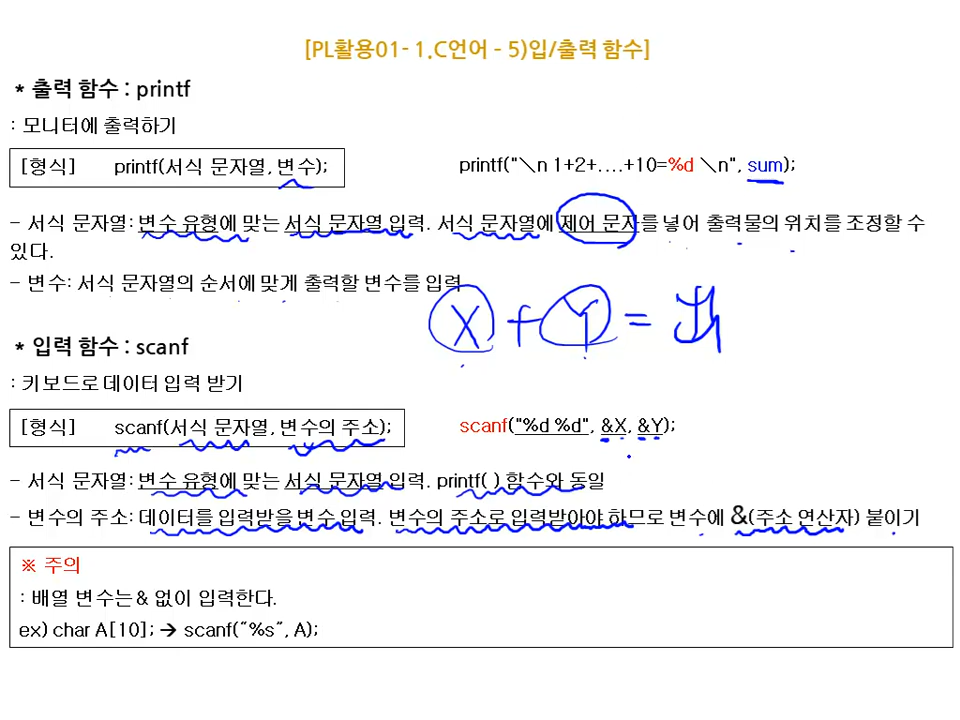 [PL활용01- 1.C언어 - 5)입/출력 함수]
* 출력 함수 : printf
: 모니터에 출력하기
[형식] printf(서식 문자열, 변수);
printf("\n 1+2+....+10=%d \n", sum);
- 서식 문자열: 변수 유형에 맞는 서식 문자열 입력. 서식 문자열에 제어 문자를 넣어 출력물의 위치를 조정할 수
있다.
- 변수: 서식 문자열의 순서에 맞게 출력할 변수를 입력
X + Y =
* 입력 함수 : scanf
: 키보드로 데이터 입력 받기
[형식] scanf(서식 문자열, 변수의 주소);
scanf("%d %d", &X, &Y);
- 서식 문자열: 변수 유형에 맞는 서식 문자열 입력. printf( ) 함수와 동일
- 변수의 주소: 데이터를 입력받을 변수 입력. 변수의 주소로 입력받아야 하므로 변수에 &(주소 연산자) 붙이기
※ 주의
: 배열 변수는 & 없이 입력한다.
ex) char A[10]; → scanf("%s", A);